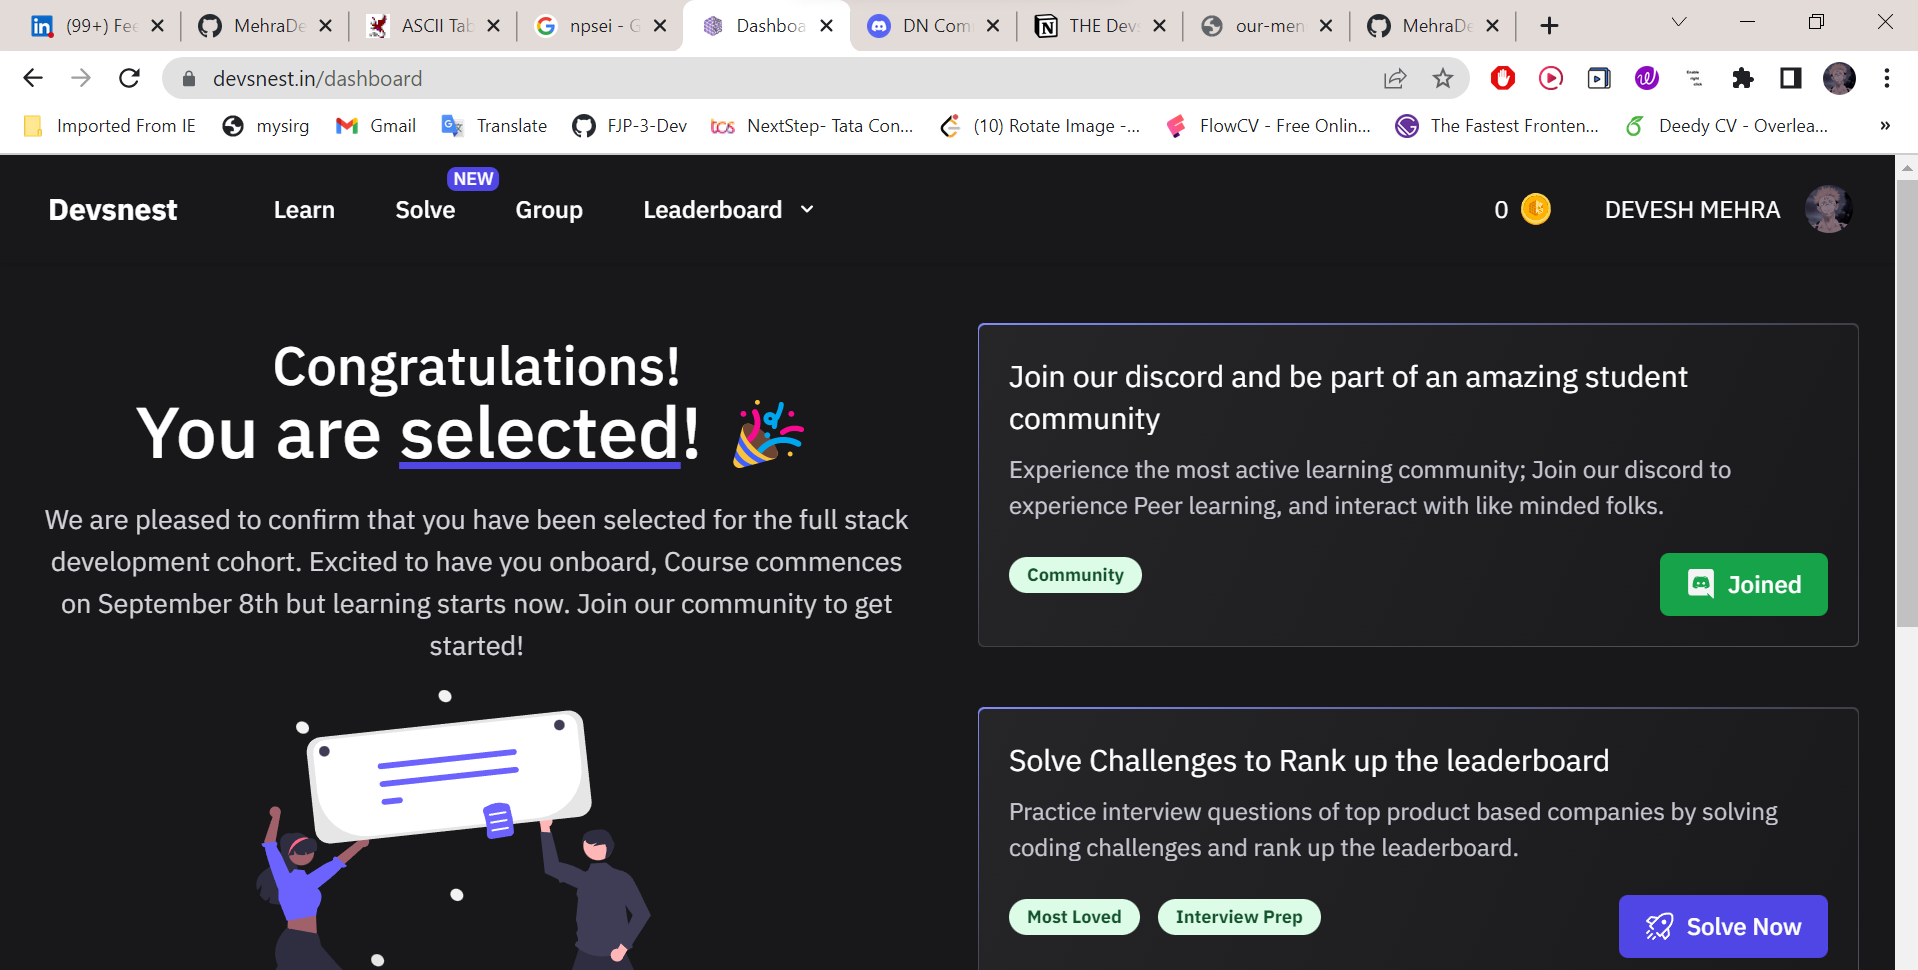 (99+) Fee
MehraDe
ASCII Tab
npsei - G
Dashboa
DN Com
THE Devs
our-men
MehraDe
devsnest.in/dashboard
Imported From IE
mysirg
Gmail
Translate
FJP-3-Dev
NextStep- Tata Con...
(10) Rotate Image -...
FlowCV - Free Onlin...
The Fastest Fronten...
Deedy CV - Overlea...
»
Devsnest
Learn
Solve
NEW
Group
Leaderboard
0
DEVESH MEHRA
Congratulations!
You are selected!
We are pleased to confirm that you have been selected for the full stack
development cohort. Excited to have you onboard, Course commences
on September 8th but learning starts now. Join our community to get
started!
Join our discord and be part of an amazing student
community
Experience the most active learning community; Join our discord to
experience Peer learning, and interact with like minded folks.
Community
Joined
Solve Challenges to Rank up the leaderboard
Practice interview questions of top product based companies by solving
coding challenges and rank up the leaderboard.
Most Loved
Interview Prep
Solve Now